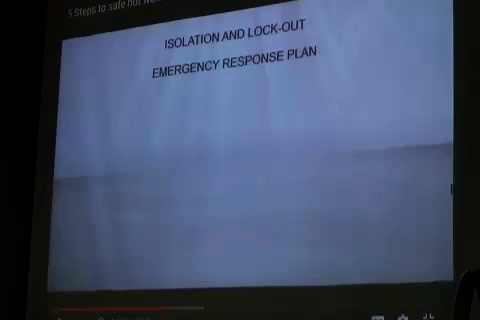 5 Steps to safe hot
ISOLATION AND LOCK-OUT
EMERGENCY RESPONSE PLAN